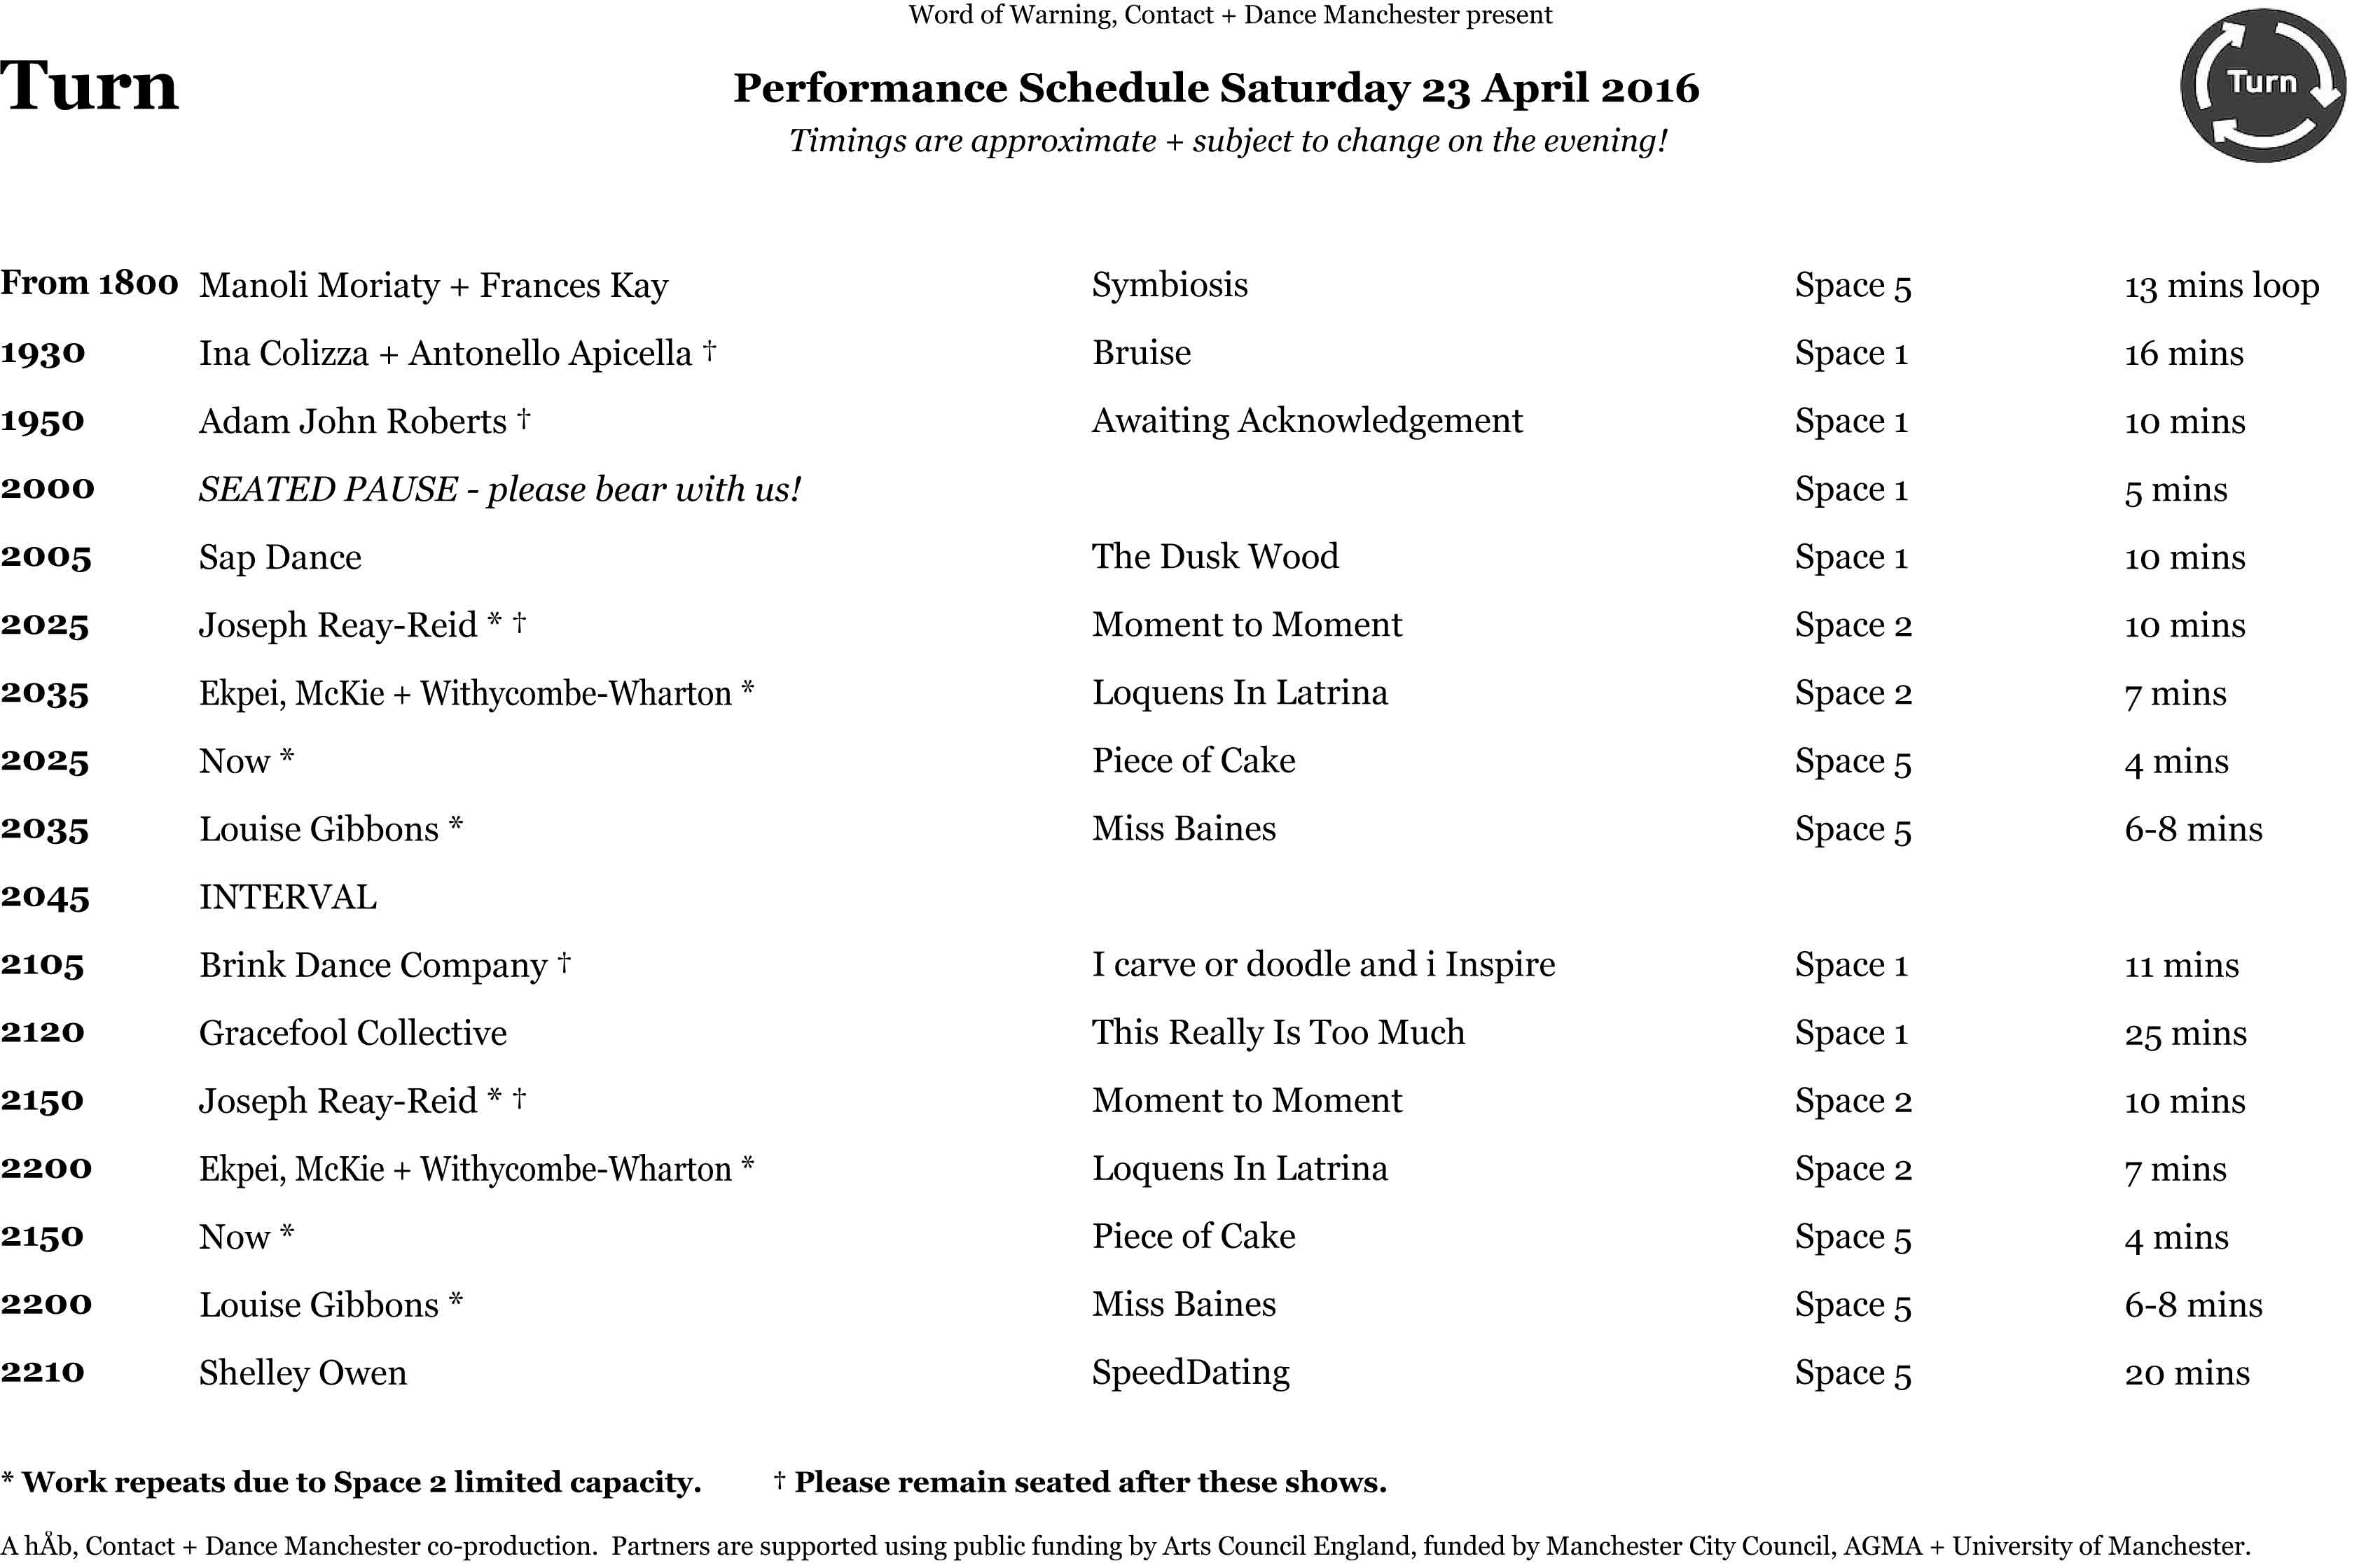 Word of Warning, Contact + Dance Manchester present
Turn
Performance Schedule Saturday 23 April 2016
Turn
Timings are approximate + subject to change on the evening!
From 1800 Manoli Moriaty + Frances Kay Symbiosis Space 5 13 mins loop
1930 Ina Colizza + Antonello Apicella † Bruise Space 1 16 mins
1950 Adam John Roberts † Awaiting Acknowledgement Space 1 10 mins
2000 SEATED PAUSE - please bear with us! Space 1 5 mins
2005 Sap Dance The Dusk Wood Space 1 10 mins
2025 Joseph Reay-Reid * † Moment to Moment Space 2 10 mins
2035 Ekpei, McKie + Withycombe-Wharton * Loquens In Latrina Space 2 7 mins
2025 Now * Piece of Cake Space 5 4 mins
2035 Louise Gibbons * Miss Baines Space 5 6-8 mins
2045 INTERVAL
2105 Brink Dance Company † I carve or doodle and i Inspire Space 1 11 mins
2120 Gracefool Collective This Really Is Too Much Space 1 25 mins
2150 Joseph Reay-Reid * † Moment to Moment Space 2 10 mins
2200 Ekpei, McKie + Withycombe-Wharton * Loquens In Latrina Space 2 7 mins
2150 Now * Piece of Cake Space 5 4 mins
2200 Louise Gibbons * Miss Baines Space 5 6-8 mins
2210 Shelley Owen SpeedDating Space 5 20 mins
* Work repeats due to Space 2 limited capacity. † Please remain seated after these shows.
A hÅb, Contact + Dance Manchester co-production. Partners are supported using public funding by Arts Council England, funded by Manchester City Council, AGMA + University of Manchester.